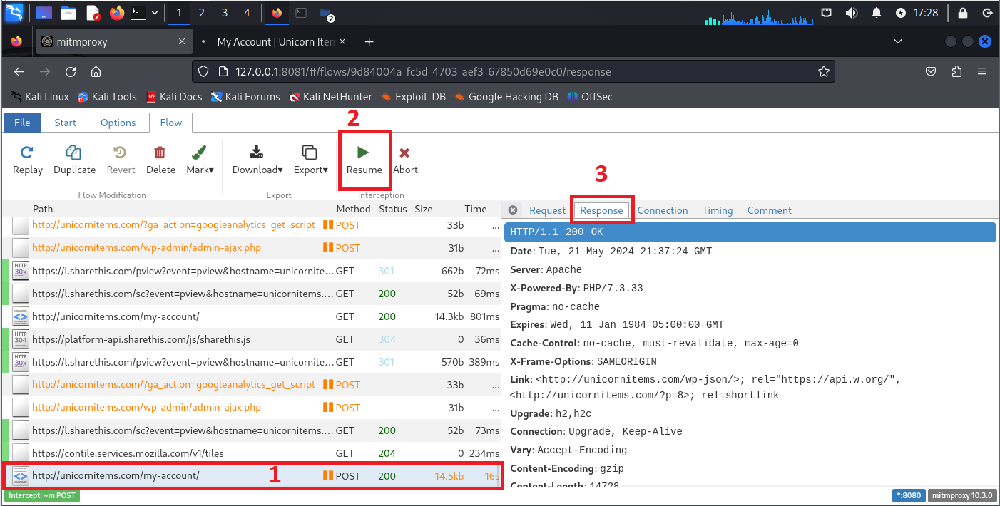 1 2 3 4 2 17:28
mitmproxy My Account | Unicorn Item
127.0.0.1:8081/#/flows/9d84004a-fc5d-4703-aef3-67850d69e0c0/response
Kali Linux Kali Tools Kali Docs Kali Forums Kali NetHunter Exploit-DB Google Hacking DB OffSec
File Start Options Flow
2
Replay Duplicate Revert Delete Mark▾ Download▾ Export▾ Resume Abort
Flow Modification Export Interception
3
Path Method Status Size Time
http://unicornitems.com/?ga_action=googleanalytics_get_script POST 33b ...
http://unicornitems.com/wp-admin/admin-ajax.php POST 31b ...
HTTP 30x https://l.sharethis.com/pview?event=pview&hostname=unicornite... GET 301 662b 72ms
https://l.sharethis.com/sc?event=pview&hostname=unicornitems.... GET 200 52b 69ms
http://unicornitems.com/my-account/ GET 200 14.3kb 801ms
HTTP 304 https://platform-api.sharethis.com/js/sharethis.js GET 304 0 36ms
HTTP 30x https://l.sharethis.com/pview?event=pview&hostname=unicornite... GET 301 570b 389ms
http://unicornitems.com/?ga_action=googleanalytics_get_script POST 33b ...
http://unicornitems.com/wp-admin/admin-ajax.php POST 31b ...
https://l.sharethis.com/sc?event=pview&hostname=unicornitems.... GET 200 52b 73ms
https://contile.services.mozilla.com/v1/tiles GET 204 0 234ms
http://unicornitems.com/my-account/ 1 POST 200 14.5kb 16s
Request Response Connection Timing Comment
HTTP/1.1 200 OK
Date: Tue, 21 May 2024 21:37:24 GMT
Server: Apache
X-Powered-By: PHP/7.3.33
Pragma: no-cache
Expires: Wed, 11 Jan 1984 05:00:00 GMT
Cache-Control: no-cache, must-revalidate, max-age=0
X-Frame-Options: SAMEORIGIN
Link: <http://unicornitems.com/wp-json/>; rel="https://api.w.org/",
<http://unicornitems.com/?p=8>; rel=shortlink
Upgrade: h2,h2c
Connection: Upgrade, Keep-Alive
Vary: Accept-Encoding
Content-Encoding: gzip
Content-Length: 14728
Intercept: ~m POST *:8080 mitmproxy 10.3.0